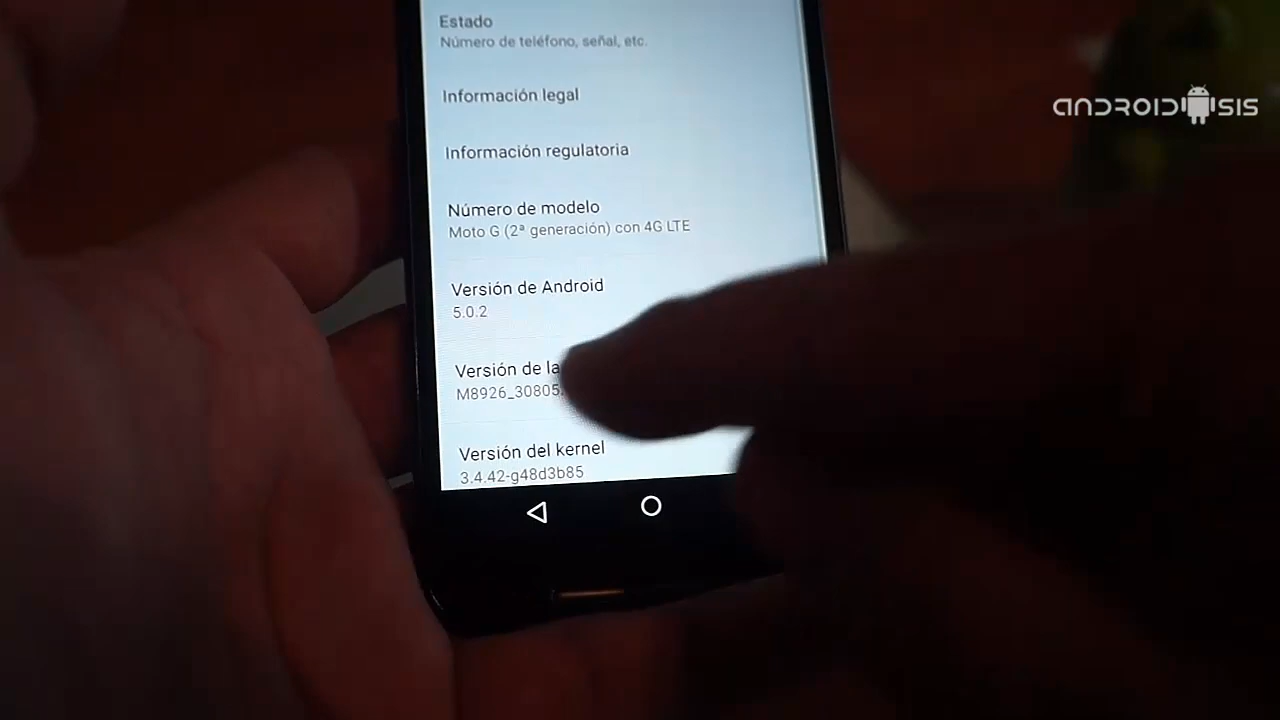 Estado
Número de teléfono, señal, etc.
Información legal
Información regulatoria
Número de modelo
Moto G (2ª generación) con 4G LTE
Versión de Android
5.0.2
Versión de la
M8926_30805
Versión del kernel
3.4.42-g48d3b85
ANDROIDSIS